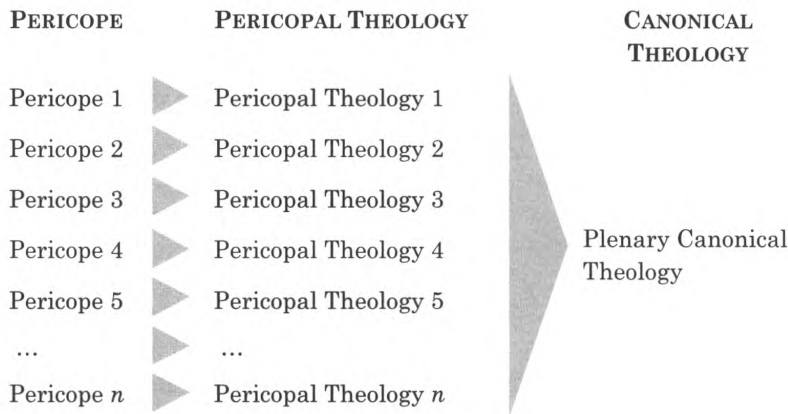 PERICOPE PERICOPAL THEOLOGY CANONICAL
THEOLOGY
Pericope 1 Pericopal Theology 1
Pericope 2 Pericopal Theology 2
Pericope 3 Pericopal Theology 3
Pericope 4 Pericopal Theology 4
Plenary Canonical
Theology
Pericope 5 Pericopal Theology 5
... ...
Pericope n Pericopal Theology n